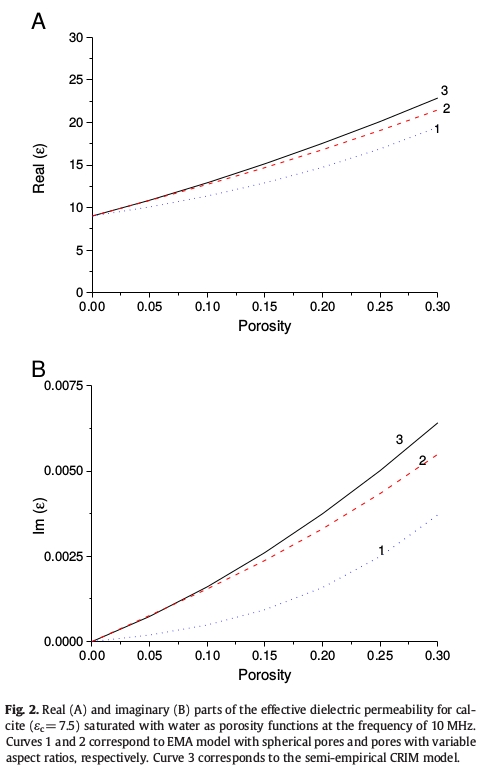 A
30
25
20
15
10
5
0
Real (ε)
3
2
1
0.00 0.05 0.10 0.15 0.20 0.25 0.30
Porosity
B
0.0075
0.0050
0.0025
0.0000
Im (ε)
3
2
1
0.00 0.05 0.10 0.15 0.20 0.25 0.30
Porosity
Fig. 2. Real (A) and imaginary (B) parts of the effective dielectric permeability for cal-
cite (εc = 7.5) saturated with water as porosity functions at the frequency of 10 MHz.
Curves 1 and 2 correspond to EMA model with spherical pores and pores with variable
aspect ratios, respectively. Curve 3 corresponds to the semi-empirical CRIM model.